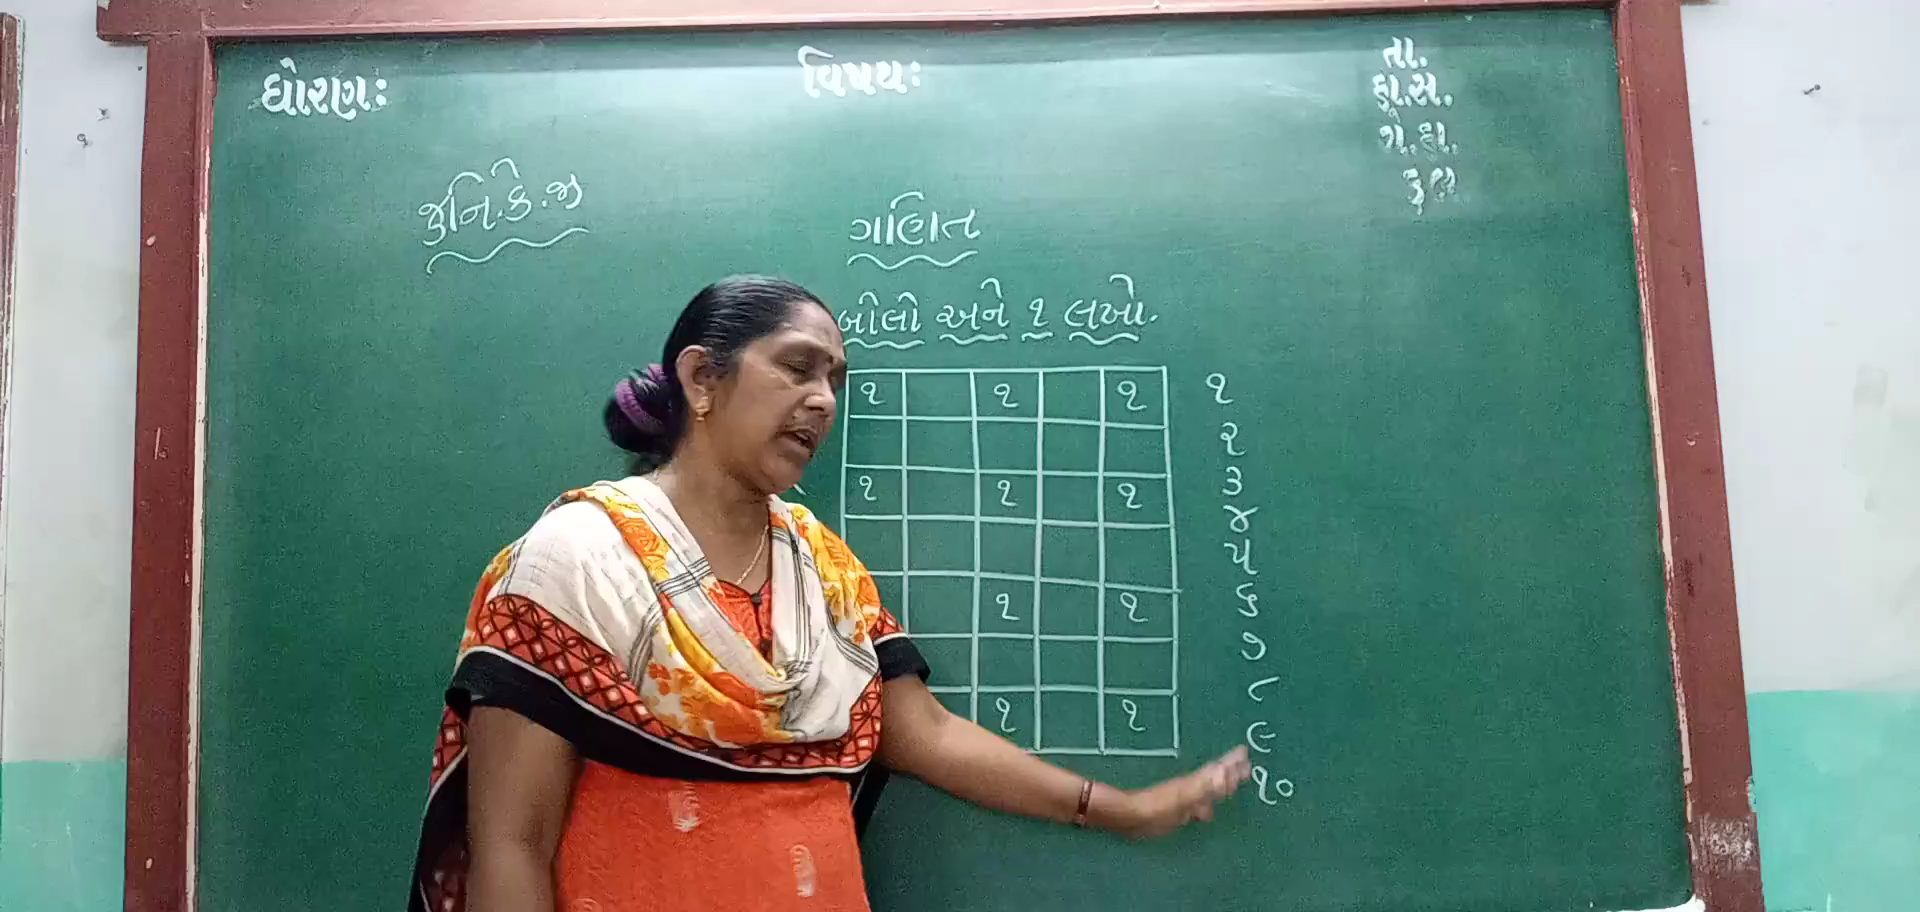 ધોરણ:
વિષય:
તા.
કા.સ.
ગે.હા.
કુલ
જુનિ.કે.જી
ગણિત
બોલો અને ૧ લખો.
૧ ૧ ૧
૧ ૧ ૧
૧ ૧
૧ ૧
૧
૨
૩
૪
૫
૬
૭
૮
૯
૧૦